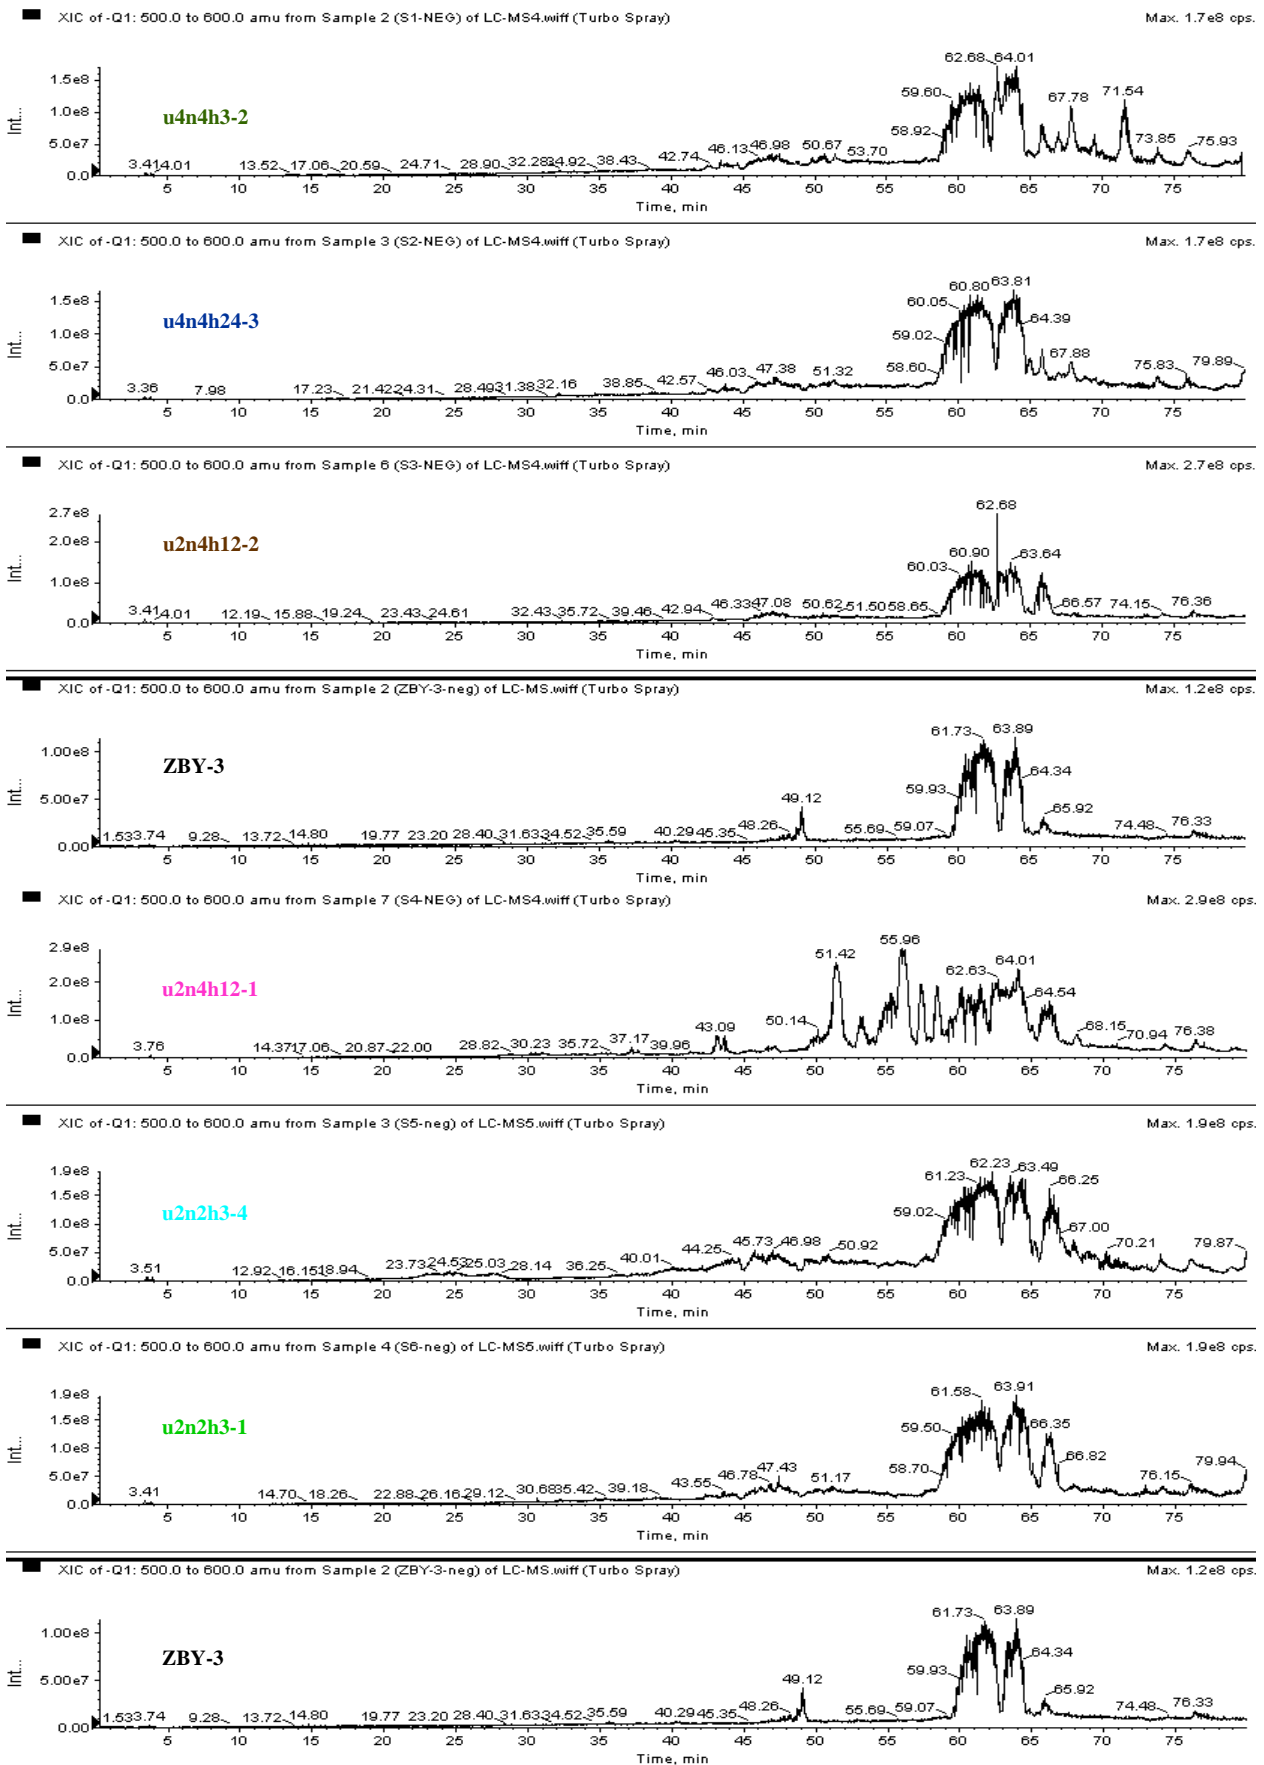 XIC of -Q1: 500.0 to 600.0 amu from Sample 2 (S1-NEG) of LC-MS4.wiff (Turbo Spray) Max. 1.7e8 cps.
62.68 64.01
1.5e8 59.60 67.78 71.54
1.0e8 u4n4h3-2 58.92
Int...
5.0e7 3.41 4.01 13.52 17.06 20.59 24.71 28.90 32.28 34.92 38.43 42.74 46.13 46.98 50.67 53.70 73.85 75.93
0.0
5 10 15 20 25 30 35 40 45 50 55 60 65 70 75
Time, min
XIC of -Q1: 500.0 to 600.0 amu from Sample 3 (S2-NEG) of LC-MS4.wiff (Turbo Spray) Max. 1.7e8 cps.
60.80 63.81
1.5e8 60.05
u4n4h24-3 64.39
1.0e8 59.02
Int...
5.0e7 3.36 7.98 17.23 21.42 24.31 28.49 31.38 32.16 38.85 42.57 46.03 47.38 51.32 58.60 67.88 75.83 79.89
0.0
5 10 15 20 25 30 35 40 45 50 55 60 65 70 75
Time, min
XIC of -Q1: 500.0 to 600.0 amu from Sample 6 (S3-NEG) of LC-MS4.wiff (Turbo Spray) Max. 2.7e8 cps.
2.7e8 62.68
2.0e8 u2n4h12-2 60.03 60.90 63.64
Int...
1.0e8 3.41 4.01 12.19 15.88 19.24 23.43 24.61 32.43 35.72 39.46 42.94 46.33 47.08 50.62 51.50 58.65 66.57 74.15 76.36
0.0
5 10 15 20 25 30 35 40 45 50 55 60 65 70 75
Time, min
XIC of -Q1: 500.0 to 600.0 amu from Sample 2 (ZBY-3-neg) of LC-MS.wiff (Turbo Spray) Max. 1.2e8 cps.
61.73 63.89
1.00e8 ZBY-3 64.34
Int...
5.00e7 49.12 59.93
1.53 3.74 9.28 13.72 14.80 19.77 23.20 28.40 31.63 34.52 35.59 40.29 45.35 48.26 55.69 59.07 65.92 74.48 76.33
0.00
5 10 15 20 25 30 35 40 45 50 55 60 65 70 75
Time, min
XIC of -Q1: 500.0 to 600.0 amu from Sample 7 (S4-NEG) of LC-MS4.wiff (Turbo Spray) Max. 2.9e8 cps.
2.9e8 51.42 55.96
2.0e8 u2n4h12-1 62.63 64.01 64.54
Int...
1.0e8 3.76 14.37 17.06 20.87 22.00 28.82 30.23 35.72 37.17 39.96 43.09 50.14 68.15 70.94 76.38
0.0
5 10 15 20 25 30 35 40 45 50 55 60 65 70 75
Time, min
XIC of -Q1: 500.0 to 600.0 amu from Sample 3 (S5-neg) of LC-MS5.wiff (Turbo Spray) Max. 1.9e8 cps.
1.9e8 61.23 62.23 63.49 66.25
1.5e8
1.0e8 u2n2h3-4 59.02 67.00
Int...
5.0e7 3.51 12.92 16.15 18.94 23.73 24.53 25.03 28.14 36.25 40.01 44.25 45.73 46.98 50.92 70.21 79.87
0.0
5 10 15 20 25 30 35 40 45 50 55 60 65 70 75
Time, min
XIC of -Q1: 500.0 to 600.0 amu from Sample 4 (S6-neg) of LC-MS5.wiff (Turbo Spray) Max. 1.9e8 cps.
1.9e8 61.58 63.91
1.5e8 u2n2h3-1 59.50 66.35
1.0e8 66.82
Int...
5.0e7 3.41 14.70 18.26 22.88 26.16 29.12 30.68 35.42 39.18 43.55 46.78 47.43 51.17 58.70 76.15 79.94
0.0
5 10 15 20 25 30 35 40 45 50 55 60 65 70 75
Time, min
XIC of -Q1: 500.0 to 600.0 amu from Sample 2 (ZBY-3-neg) of LC-MS.wiff (Turbo Spray) Max. 1.2e8 cps.
61.73 63.89
1.00e8 ZBY-3 64.34
Int...
5.00e7 49.12 59.93
1.53 3.74 9.28 13.72 14.80 19.77 23.20 28.40 31.63 34.52 35.59 40.29 45.35 48.26 55.69 59.07 65.92 74.48 76.33
0.00
5 10 15 20 25 30 35 40 45 50 55 60 65 70 75
Time, min